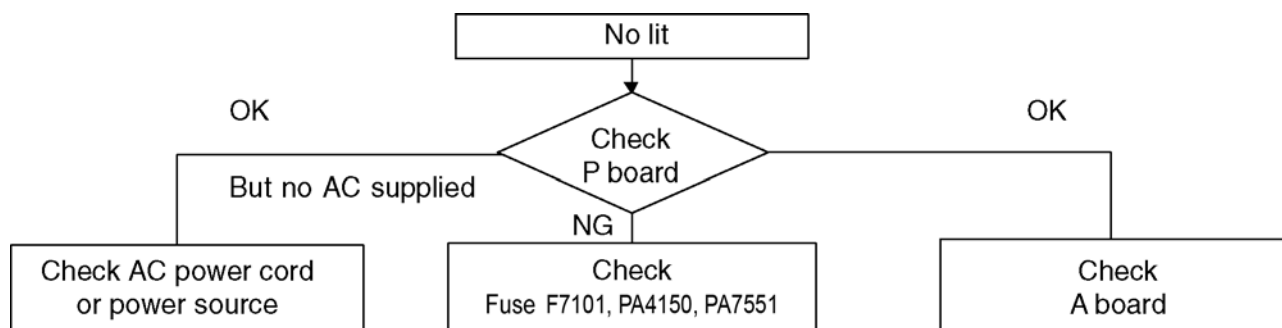 No lit
OK
OK
Check
P board
But no AC supplied
NG
Check AC power cord
or power source
Check
Fuse F7101, PA4150, PA7551
Check
A board